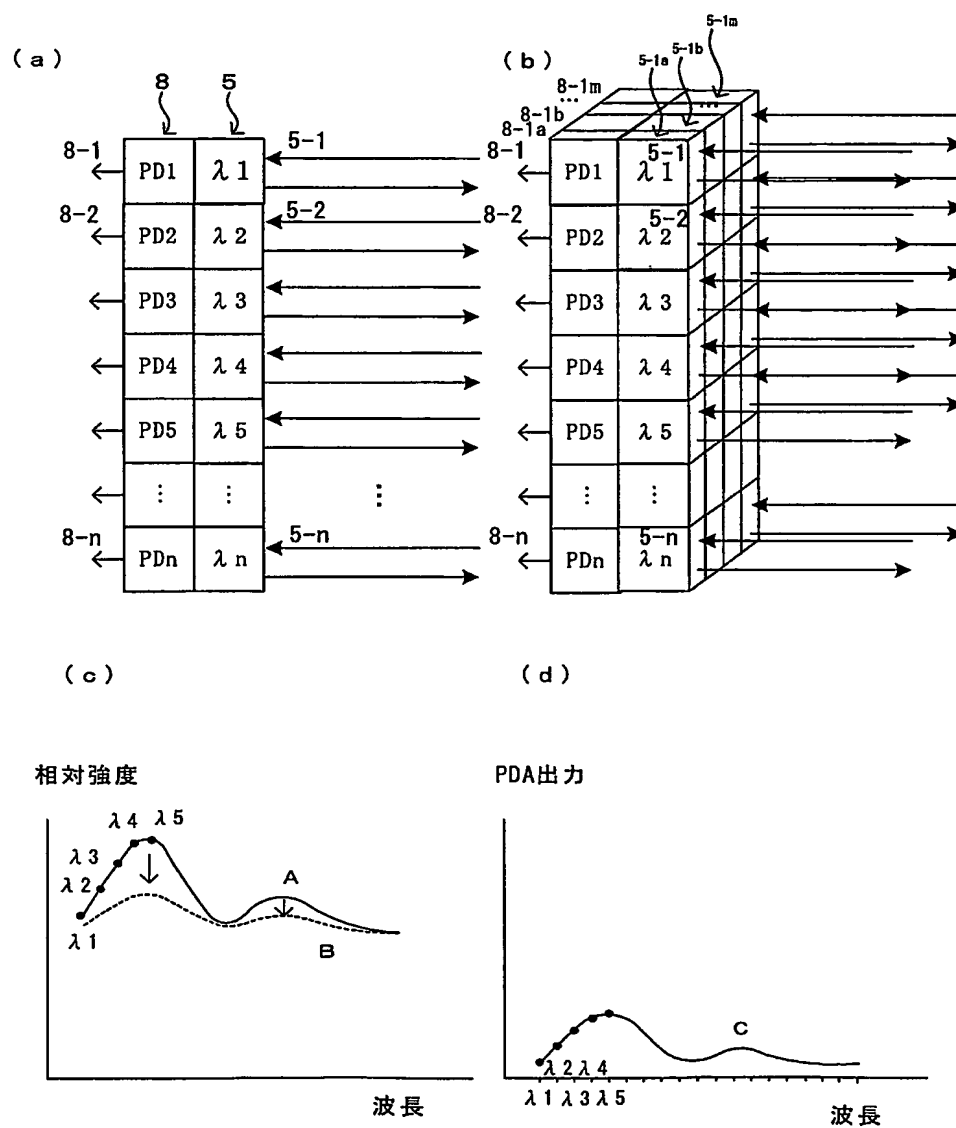 (a)
8 5
8-1 PD1 λ1 5-1
8-2 PD2 λ2 5-2
PD3 λ3
PD4 λ4
PD5 λ5
⋮ ⋮ ⋮
8-n PDn λn 5-n
(b)
5-1m
5-1b
5-1a
8-1m
…
…
8-1b
8-1a
8-1 PD1 λ1 5-1
8-2 PD2 λ2 5-2
PD3 λ3
PD4 λ4
PD5 λ5
⋮ ⋮
8-n PDn λn 5-n
(c)
相対強度
λ4 λ5
λ3
λ2
λ1
A
B
波長
(d)
PDA出力
C
λ2 λ4
λ1 λ3 λ5
波長